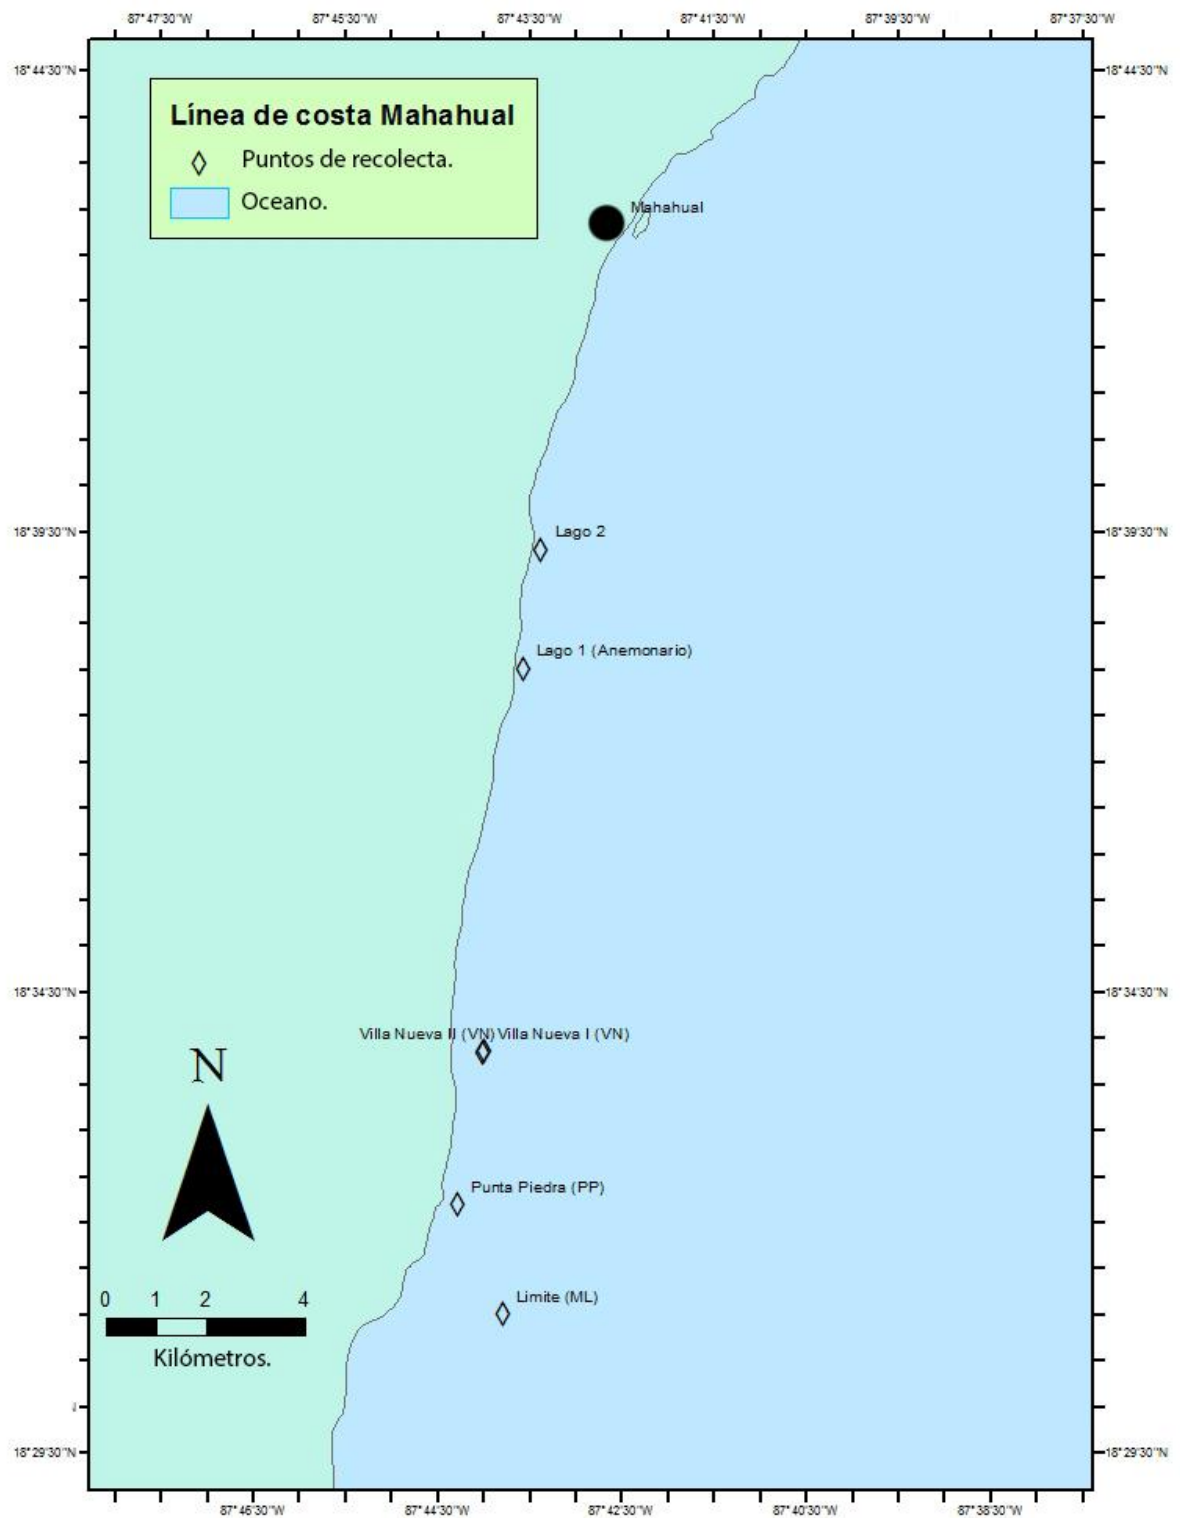 87°47'30"W 87°45'30"W 87°43'30"W 87°41'30"W 87°39'30"W 87°37'30"W
18°44'30"N 18°44'30"N
Línea de costa Mahahual
Puntos de recolecta.
Oceano.
Mahahual
18°39'30"N 18°39'30"N
Lago 2
Lago 1 (Anemonario)
18°34'30"N 18°34'30"N
Villa Nueva II (VN) Villa Nueva I (VN)
N
Punta Piedra (PP)
Limite (ML)
0 1 2 4
Kilómetros.
18°29'30"N 18°29'30"N
87°46'30"W 87°44'30"W 87°42'30"W 87°40'30"W 87°38'30"W